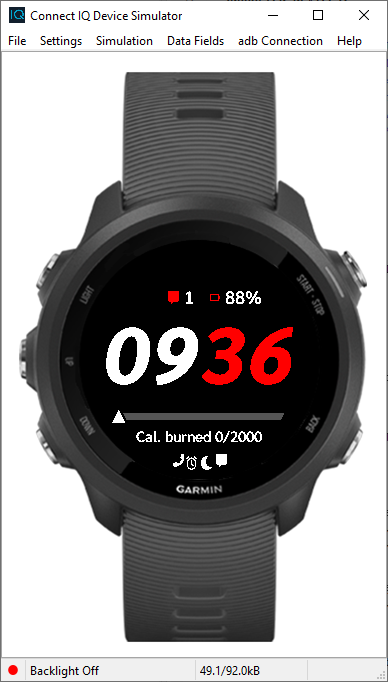 Connect IQ Device Simulator
File Settings Simulation Data Fields adb Connection Help
LIGHT
START · STOP
1 88%
0936
UP
DOWN
BACK
Cal. burned 0/2000
GARMIN
Backlight Off 49.1/92.0kB